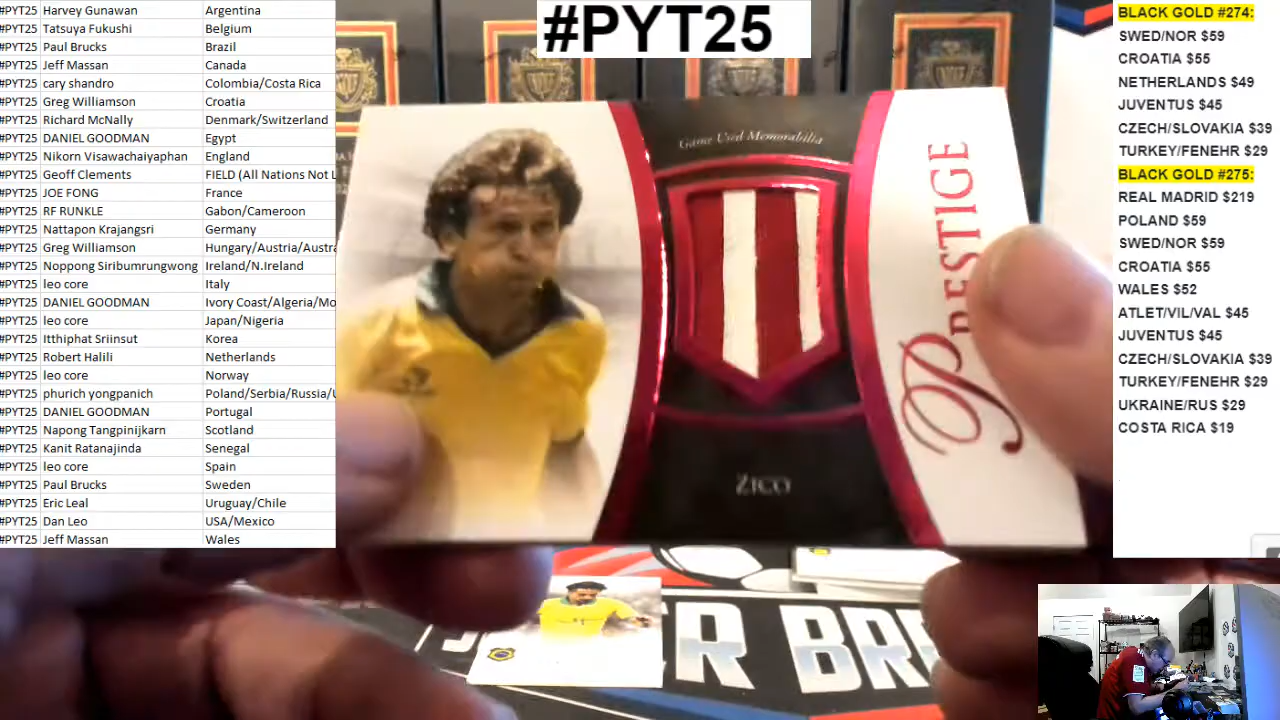 #PYT25
#PYT25 Harvey Gunawan Argentina
#PYT25 Tatsuya Fukushi Belgium
#PYT25 Paul Brucks Brazil
#PYT25 Jeff Massan Canada
#PYT25 cary shandro Colombia/Costa Rica
#PYT25 Greg Williamson Croatia
#PYT25 Richard McNally Denmark/Switzerland
#PYT25 DANIEL GOODMAN Egypt
#PYT25 Nikorn Visawachaiyaphan England
#PYT25 Geoff Clements FIELD (All Nations Not L
#PYT25 JOE FONG France
#PYT25 RF RUNKLE Gabon/Cameroon
#PYT25 Nattapon Krajangsri Germany
#PYT25 Greg Williamson Hungary/Austria/Austra
#PYT25 Noppong Siribumrungwong Ireland/N.Ireland
#PYT25 leo core Italy
#PYT25 DANIEL GOODMAN Ivory Coast/Algeria/Mo
#PYT25 leo core Japan/Nigeria
#PYT25 Itthiphat Sriinsut Korea
#PYT25 Robert Halili Netherlands
#PYT25 leo core Norway
#PYT25 phurich yongpanich Poland/Serbia/Russia/U
#PYT25 DANIEL GOODMAN Portugal
#PYT25 Napong Tangpinijkarn Scotland
#PYT25 Kanit Ratanajinda Senegal
#PYT25 leo core Spain
#PYT25 Paul Brucks Sweden
#PYT25 Eric Leal Uruguay/Chile
#PYT25 Dan Leo USA/Mexico
#PYT25 Jeff Massan Wales
Game Used Memorabilia
ZICO
PRESTIGE
BLACK GOLD #274:
SWED/NOR $59
CROATIA $55
NETHERLANDS $49
JUVENTUS $45
CZECH/SLOVAKIA $39
TURKEY/FENEHR $29
BLACK GOLD #275:
REAL MADRID $219
POLAND $59
SWED/NOR $59
CROATIA $55
WALES $52
ATLET/VIL/VAL $45
JUVENTUS $45
CZECH/SLOVAKIA $39
TURKEY/FENEHR $29
UKRAINE/RUS $29
COSTA RICA $19
ER BRE